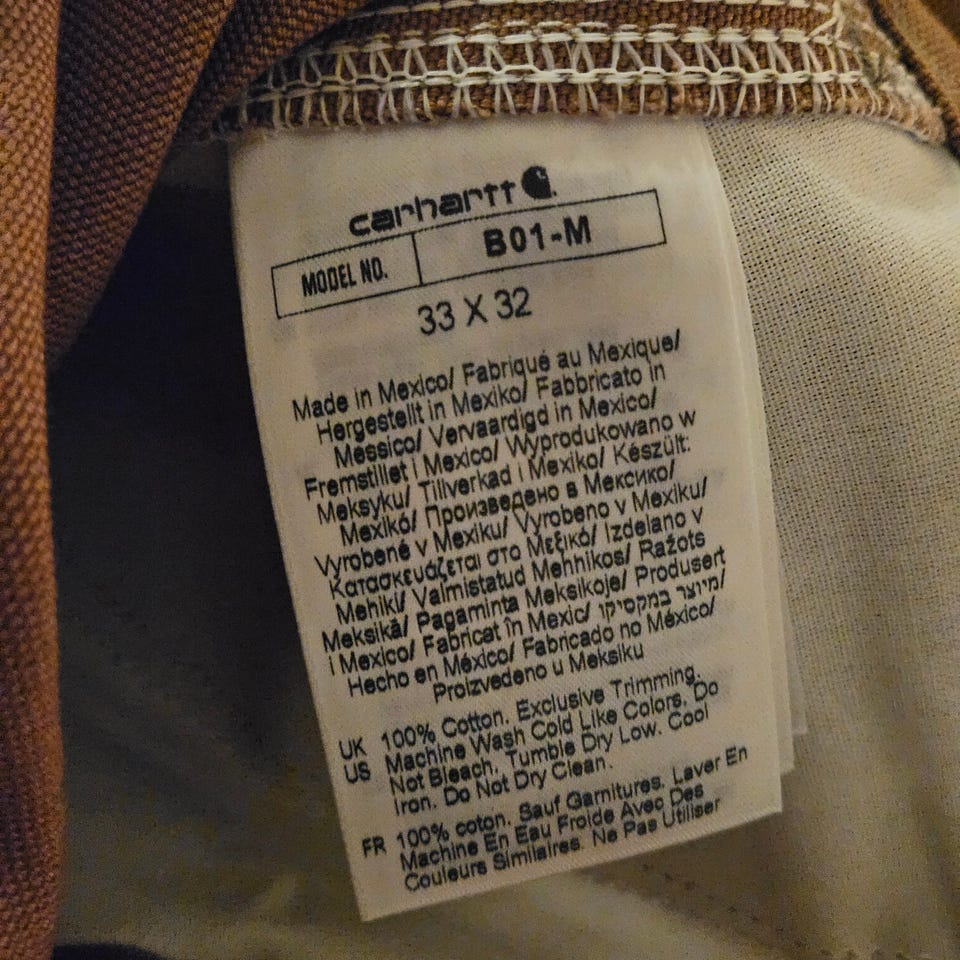 carhartt
MODEL NO. B01-M
33 X 32
Made in Mexico/ Fabriqué au Mexique/
Hergestellt in Mexiko/ Fabbricato in
Messico/ Vervaardigd in Mexico/
Fremstillet i Mexico/ Wyprodukowano w
Meksyku/ Tillverkad i Mexiko/ Készült:
Mexikó/ Произведено в Мексико/
Vyrobené v Mexiku/ Vyrobeno v Mexiku/
Κατασκευάζεται στο Μεξικό/ Izdelano v
Mehiki/ Valmistatud Mehhikos/ Ražots
Meksikā/ Pagaminta Meksikoje/ Produsert
i Mexico/ Fabricat în Mexic/ מיוצר במקסיקו/
Hecho en México/ Fabricado no México/
Proizvedeno u Meksiku
UK 100% Cotton. Exclusive Trimming.
US Machine Wash Cold Like Colors. Do
Not Bleach. Tumble Dry Low. Cool
Iron. Do Not Dry Clean.
FR 100% coton. Sauf Garnitures. Laver En
Machine En Eau Froide Avec Des
Couleurs Similaires. Ne Pas Utiliser